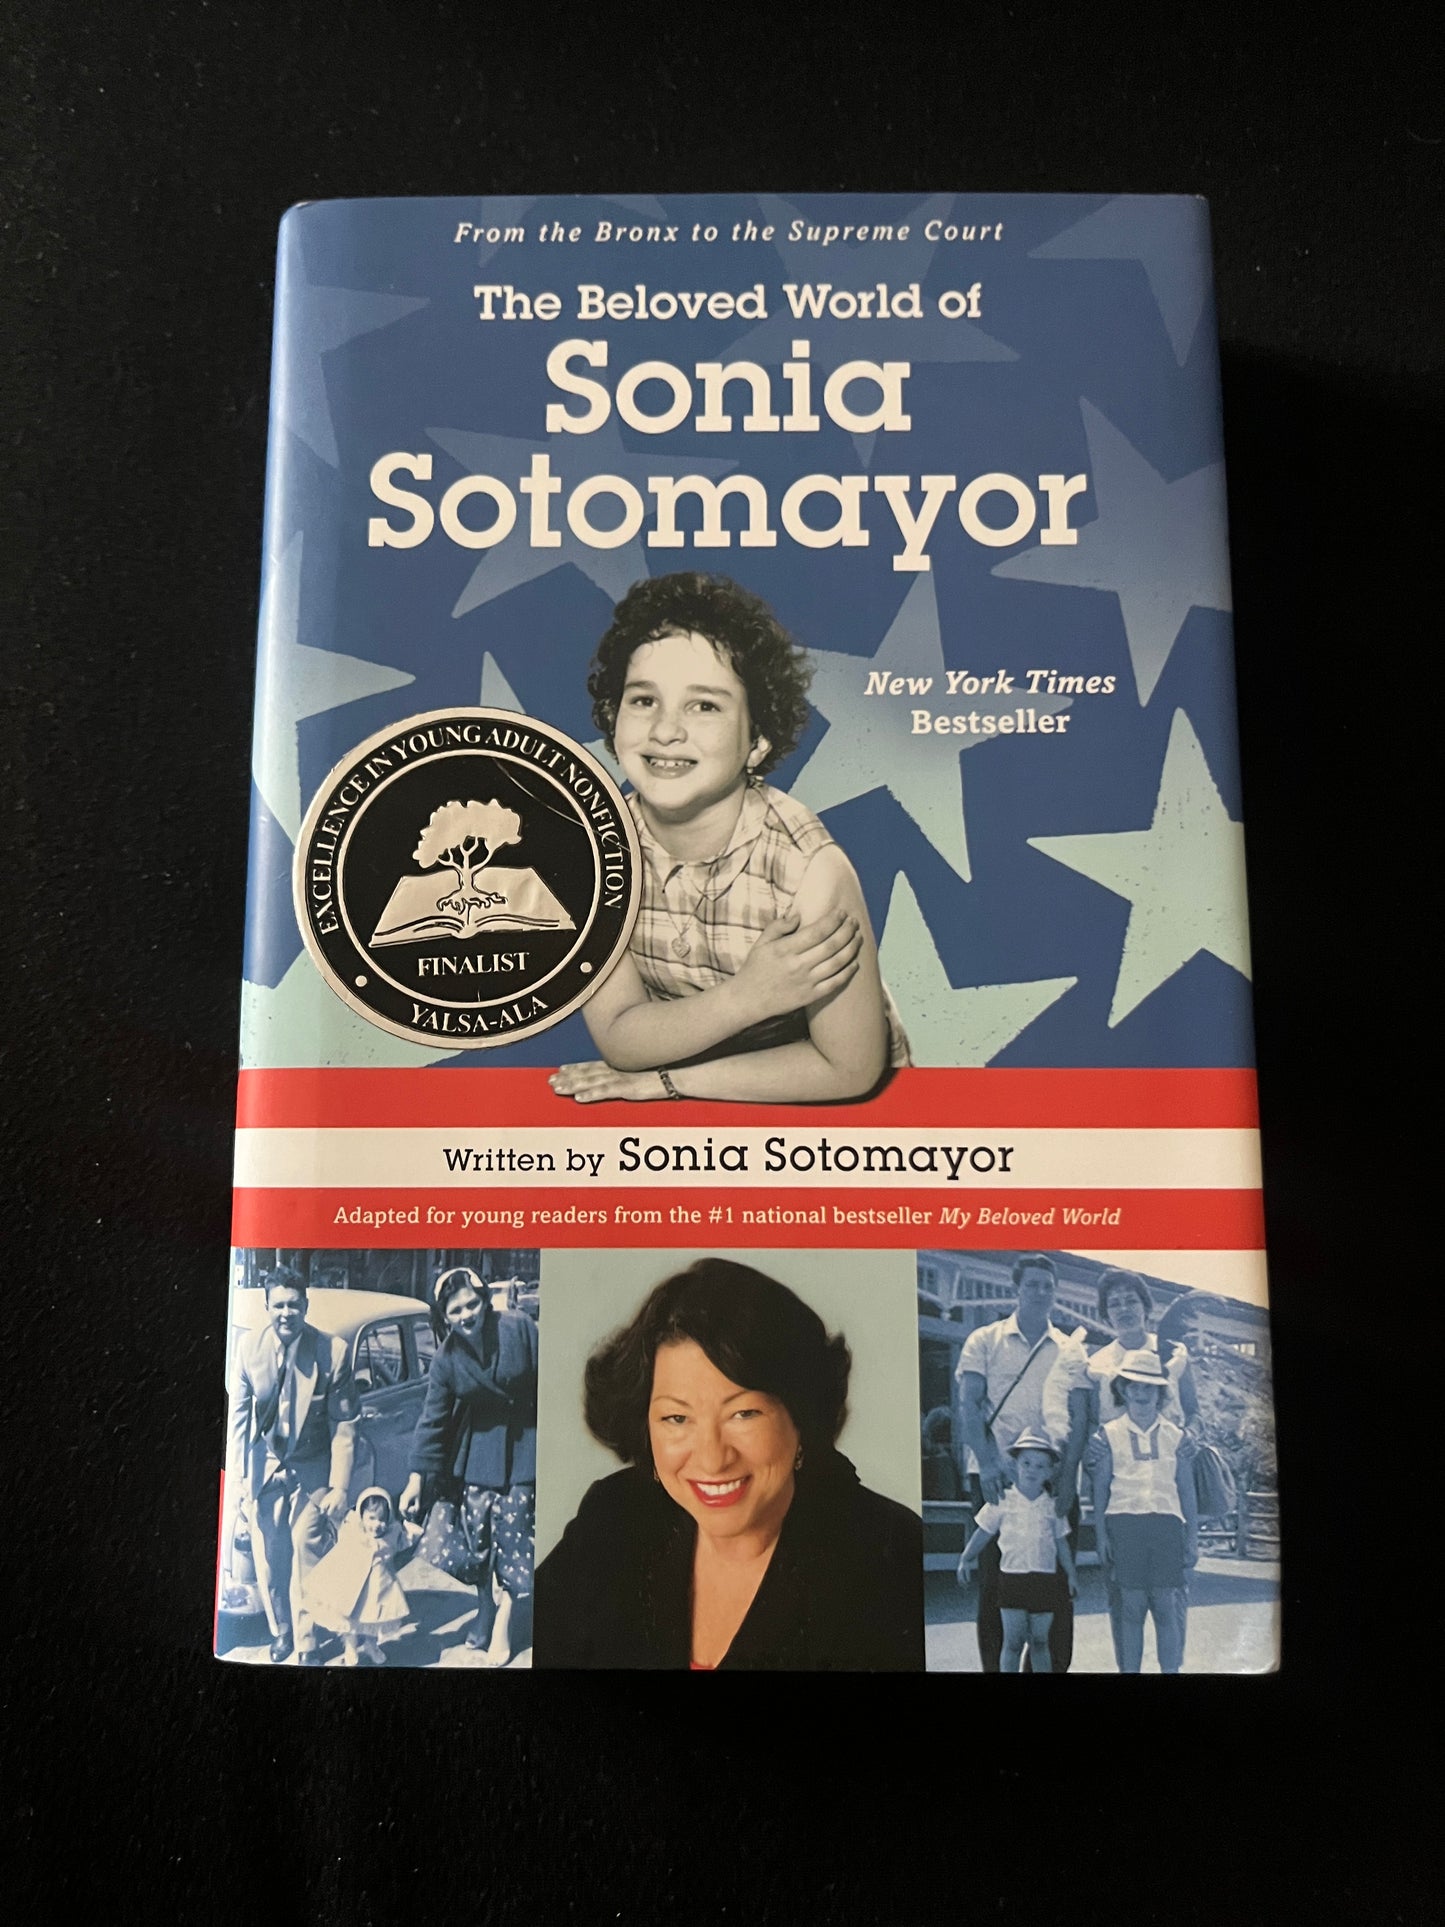 From the Bronx to the Supreme Court
The Beloved World of
Sonia
Sotomayor
New York Times
Bestseller
EXCELLENCE IN YOUNG ADULT NONFICTION
FINALIST
YALSA-ALA
Written by Sonia Sotomayor
Adapted for young readers from the #1 national bestseller My Beloved World